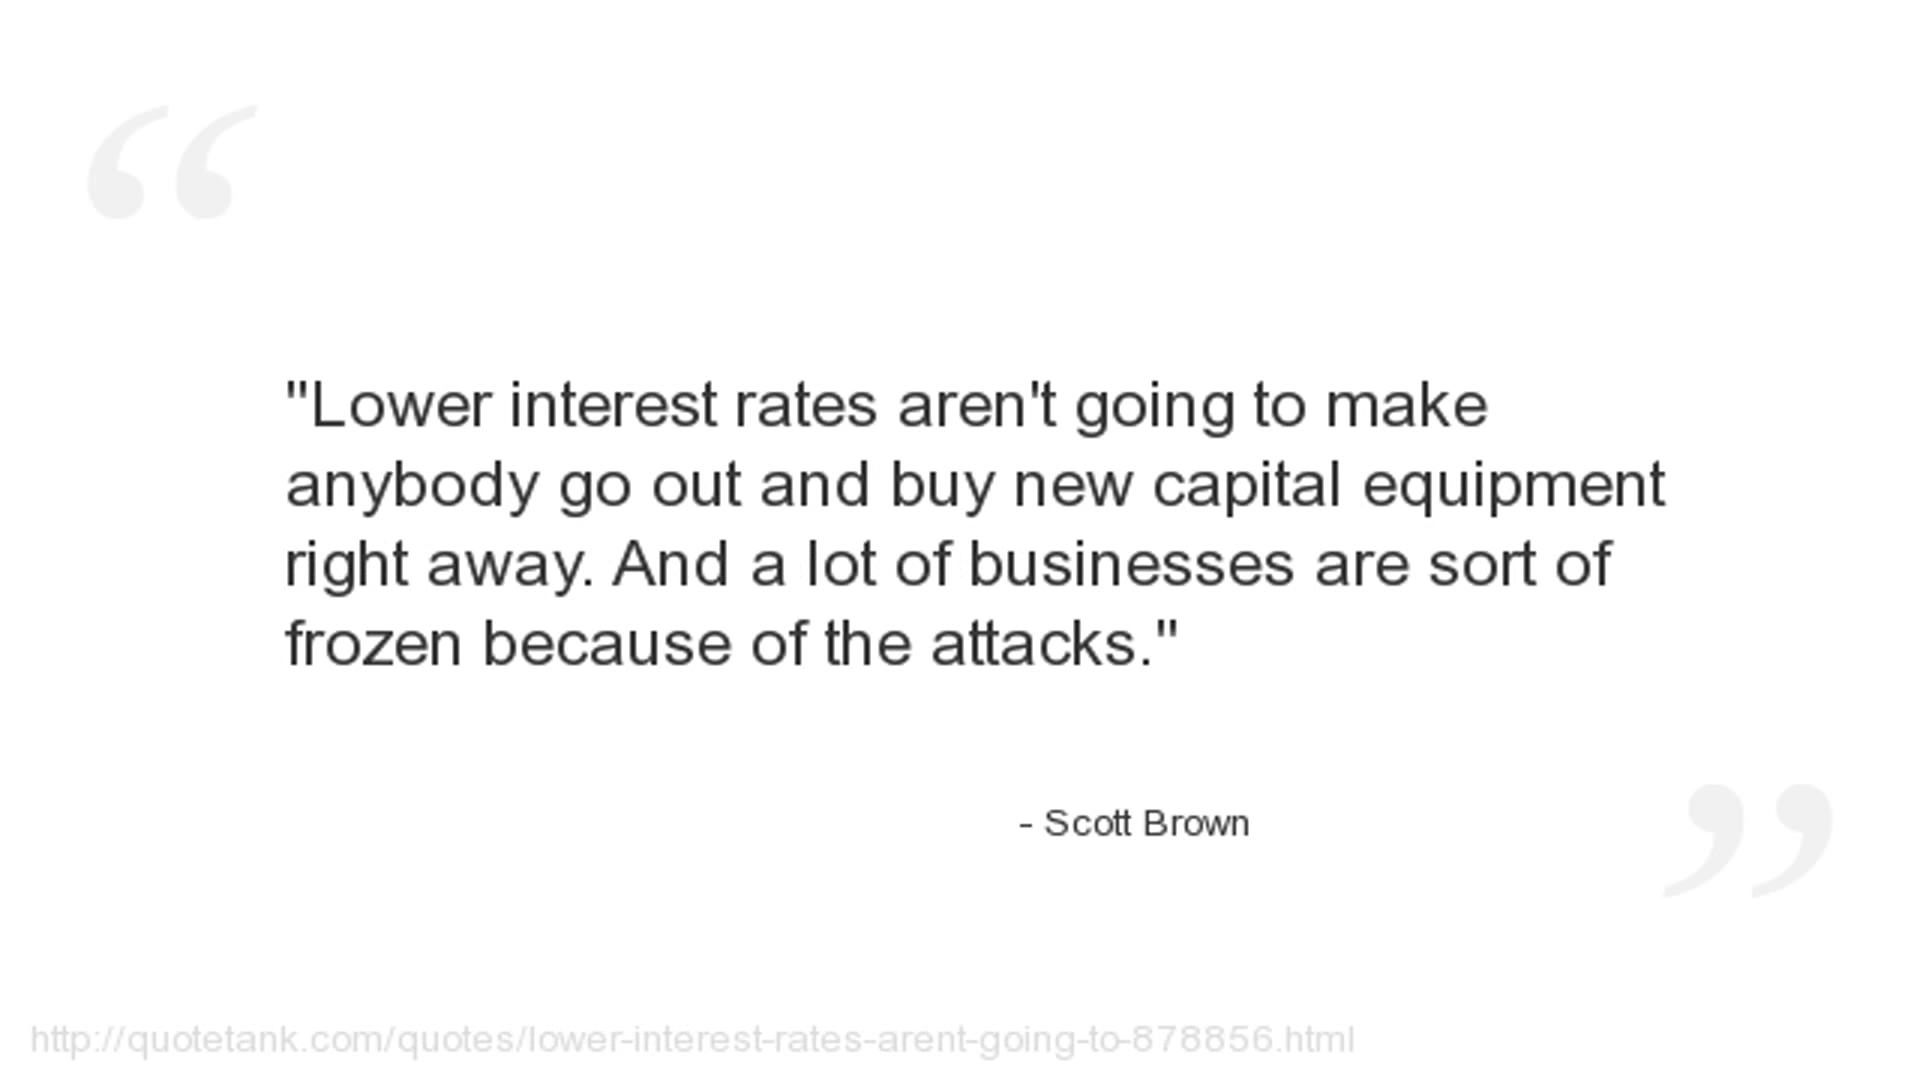 "Lower interest rates aren't going to make
anybody go out and buy new capital equipment
right away. And a lot of businesses are sort of
frozen because of the attacks."
- Scott Brown
http://quotetank.com/quotes/lower-interest-rates-arent-going-to-878856.html